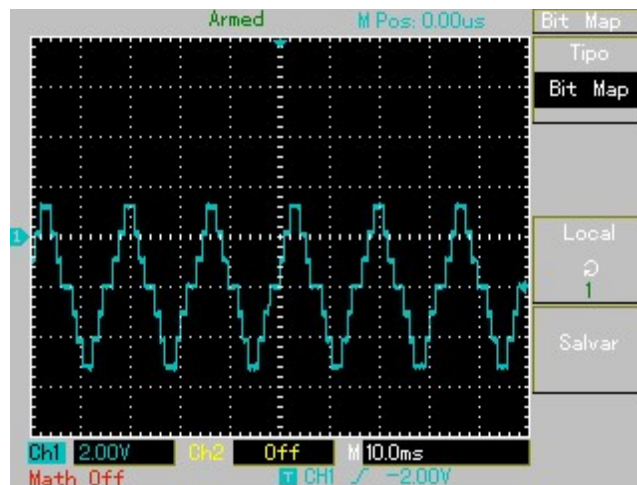 Armed M Pos: 0.00us Bit Map
Tipo
Bit Map
1
Local
1
Salvar
Ch1 2.00V Ch2 Off M 10.0ms
Math Off T CH1 -2.00V